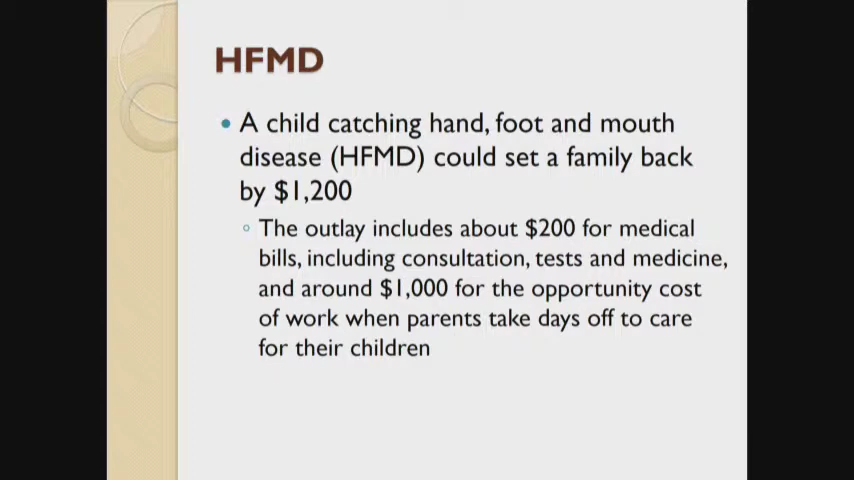 HFMD
• A child catching hand, foot and mouth
disease (HFMD) could set a family back
by $1,200
◦ The outlay includes about $200 for medical
bills, including consultation, tests and medicine,
and around $1,000 for the opportunity cost
of work when parents take days off to care
for their children